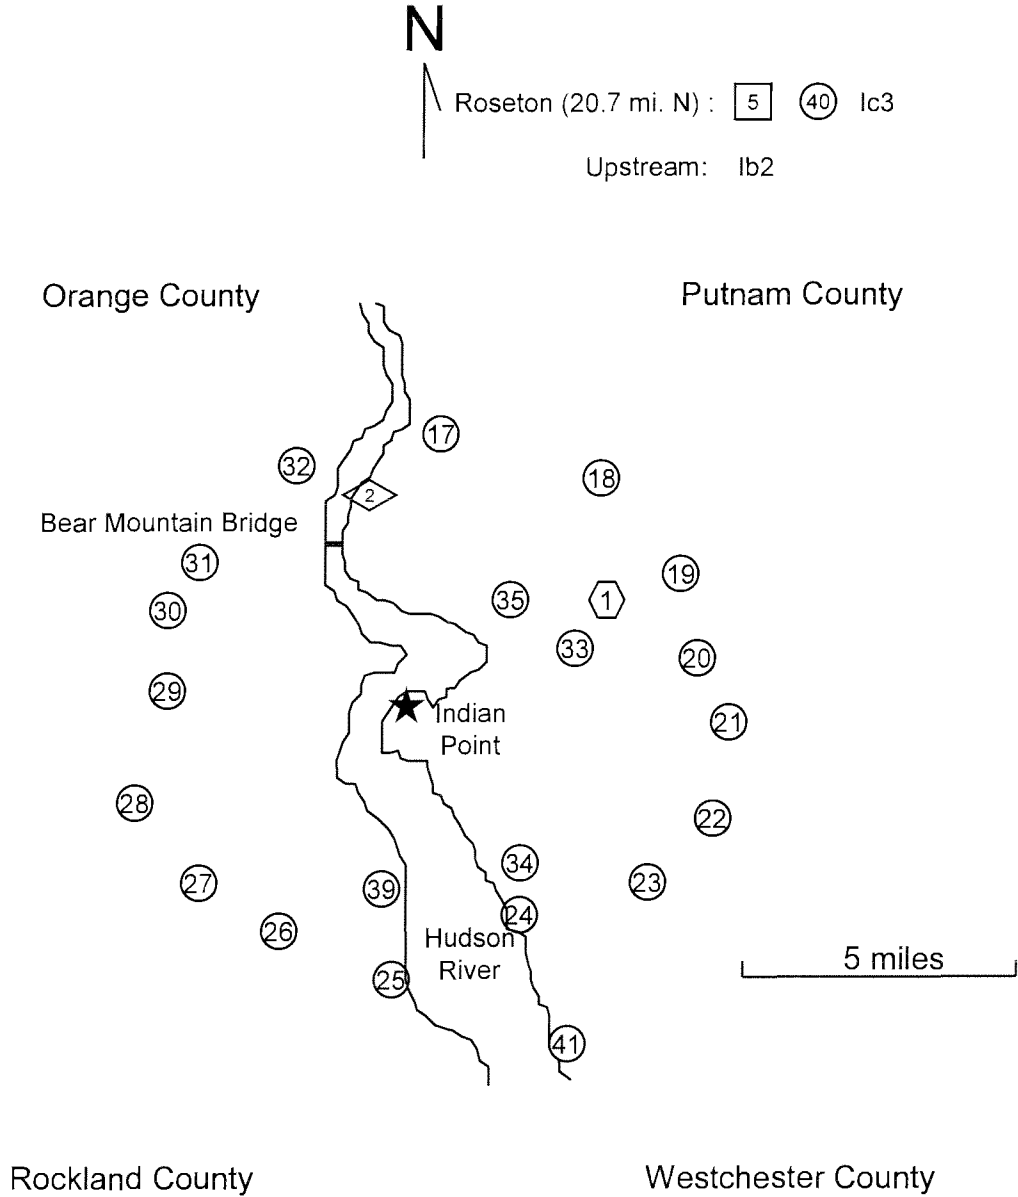 N
Roseton (20.7 mi. N) : 5 40 Ic3
Upstream: Ib2
Orange County
Putnam County
17
32
18
2
Bear Mountain Bridge
31
19
30
35
1
33
20
29
21
Indian
Point
28
22
34
27
39
23
24
26
Hudson
River
5 miles
25
41
Rockland County
Westchester County